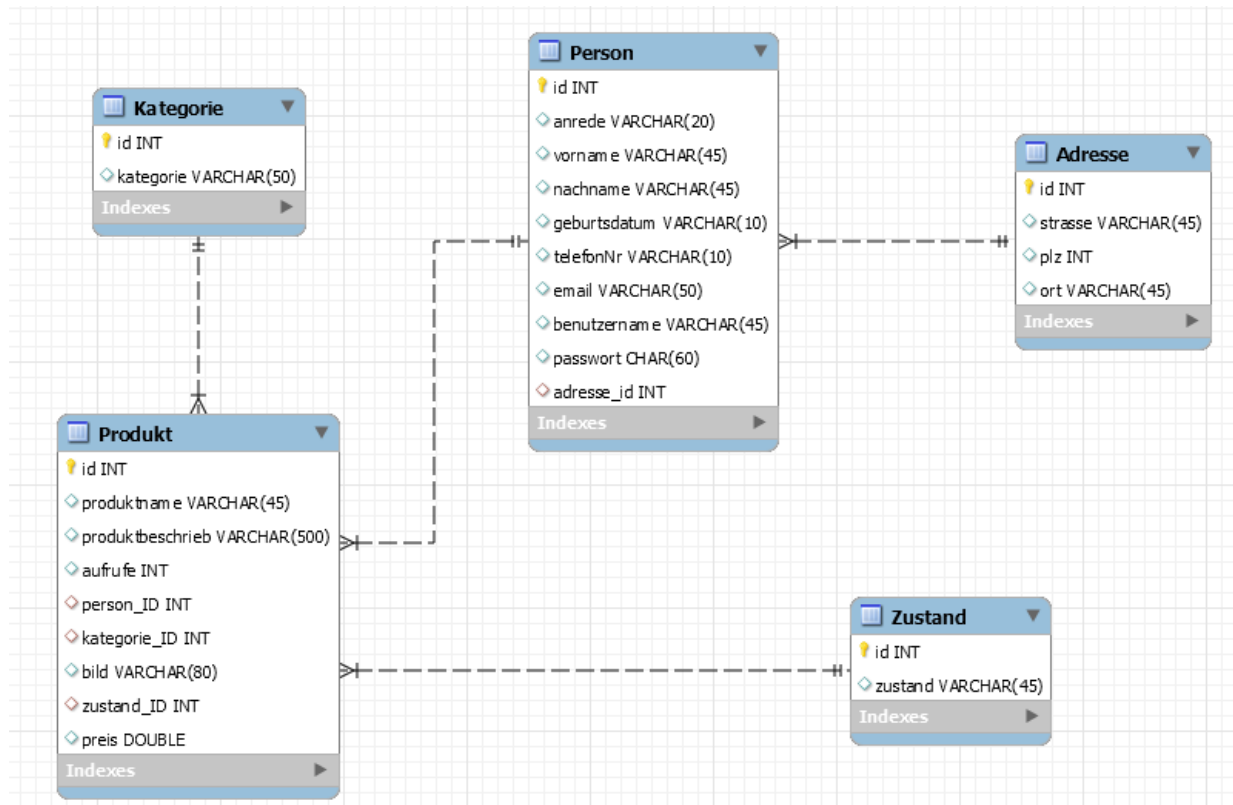 Kategorie
id INT
kategorie VARCHAR(50)
Indexes
Person
id INT
anrede VARCHAR(20)
vorname VARCHAR(45)
nachname VARCHAR(45)
geburtsdatum VARCHAR(10)
telefonNr VARCHAR(10)
email VARCHAR(50)
benutzername VARCHAR(45)
passwort CHAR(60)
adresse_id INT
Indexes
Adresse
id INT
strasse VARCHAR(45)
plz INT
ort VARCHAR(45)
Indexes
Produkt
id INT
produktname VARCHAR(45)
produktbeschrieb VARCHAR(500)
aufrufe INT
person_ID INT
kategorie_ID INT
bild VARCHAR(80)
zustand_ID INT
preis DOUBLE
Indexes
Zustand
id INT
zustand VARCHAR(45)
Indexes